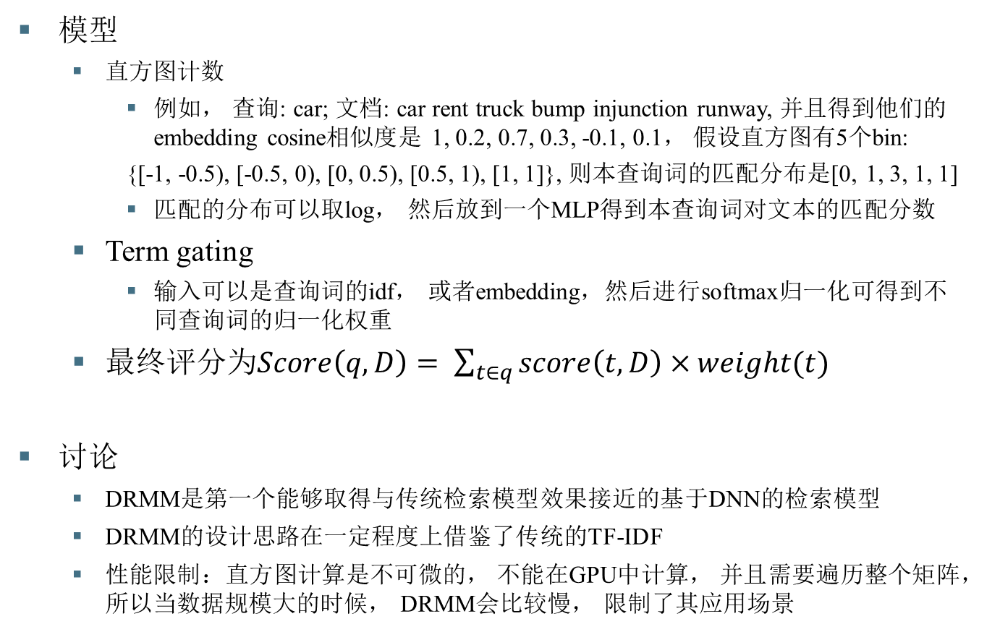 模型
直方图计数
例如， 查询: car; 文档: car rent truck bump injunction runway, 并且得到他们的
embedding cosine相似度是 1, 0.2, 0.7, 0.3, -0.1, 0.1， 假设直方图有5个bin:
{[-1, -0.5), [-0.5, 0), [0, 0.5), [0.5, 1), [1, 1]}, 则本查询词的匹配分布是[0, 1, 3, 1, 1]
匹配的分布可以取log， 然后放到一个MLP得到本查询词对文本的匹配分数
Term gating
输入可以是查询词的idf， 或者embedding，然后进行softmax归一化可得到不
同查询词的归一化权重
最终评分为Score(q, D) = ∑_{t∈q} score(t, D) × weight(t)
讨论
DRMM是第一个能够取得与传统检索模型效果接近的基于DNN的检索模型
DRMM的设计思路在一定程度上借鉴了传统的TF-IDF
性能限制：直方图计算是不可微的， 不能在GPU中计算， 并且需要遍历整个矩阵，
所以当数据规模大的时候， DRMM会比较慢， 限制了其应用场景